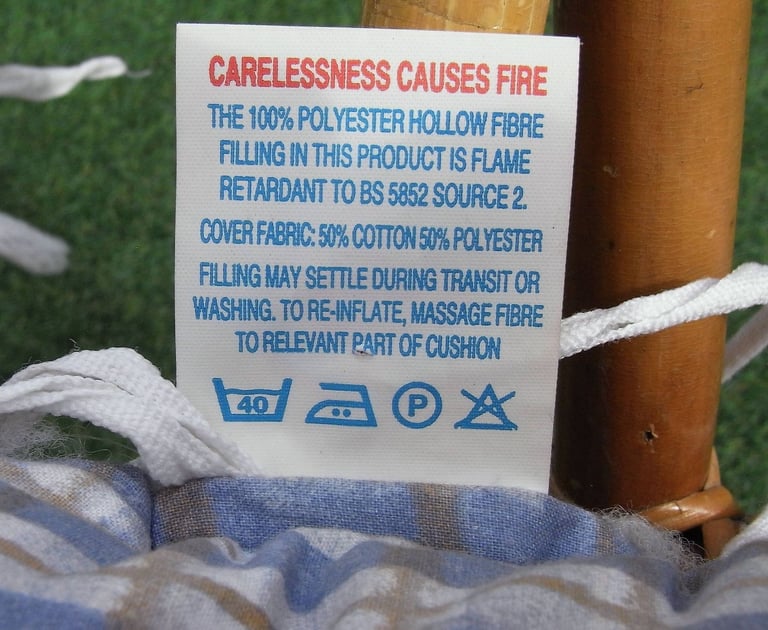 CARELESSNESS CAUSES FIRE
THE 100% POLYESTER HOLLOW FIBRE
FILLING IN THIS PRODUCT IS FLAME
RETARDANT TO BS 5852 SOURCE 2.
COVER FABRIC: 50% COTTON 50% POLYESTER
FILLING MAY SETTLE DURING TRANSIT OR
WASHING. TO RE-INFLATE, MASSAGE FIBRE
TO RELEVANT PART OF CUSHION
40 P